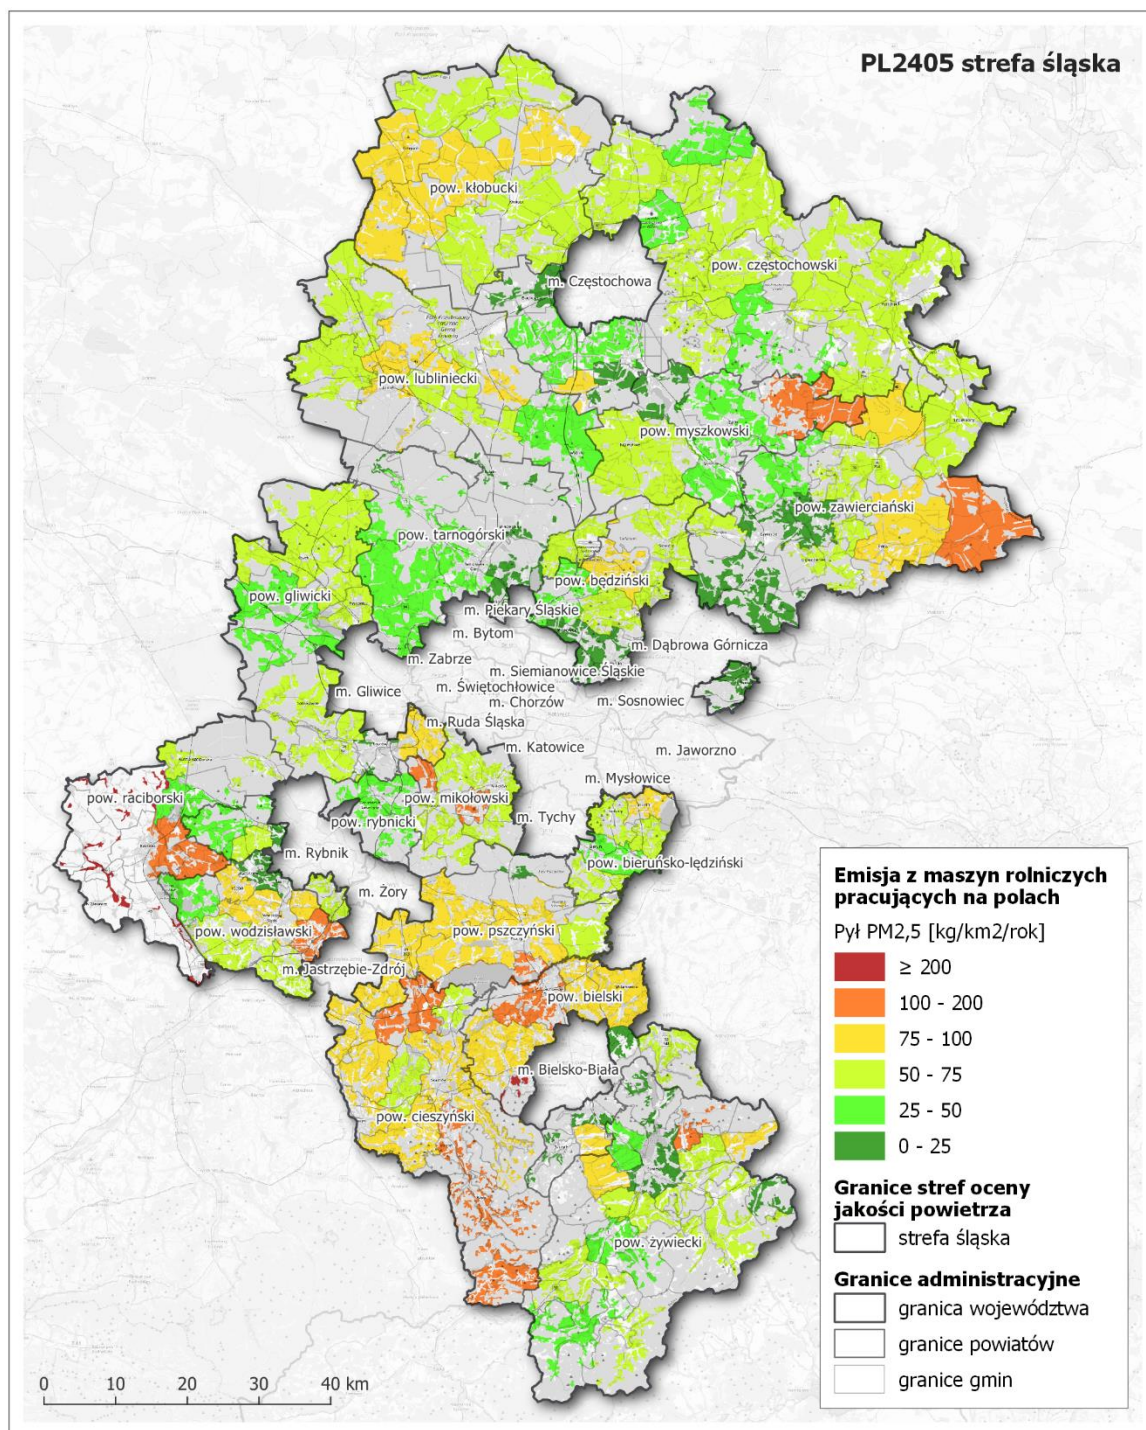 PL2405 strefa śląska
pow. kłobucki
pow. częstochowski
m. Częstochowa
pow. lubliniecki
pow. myszkowski
pow. zawierciański
pow. tarnogórski
pow. będziński
pow. gliwicki
m. Piekary Śląskie
m. Bytom
m. Dąbrowa Górnicza
m. Zabrze
m. Siemianowice Śląskie
m. Gliwice
m. Świętochłowice
m. Chorzów
m. Sosnowiec
m. Ruda Śląska
m. Katowice
m. Jaworzno
m. Mysłowice
pow. raciborski
pow. mikołowski
m. Tychy
pow. rybnicki
m. Rybnik
pow. bieruńsko-lędziński
m. Żory
pow. wodzisławski
pow. pszczyński
m. Jastrzębie-Zdrój
pow. bielski
m. Bielsko-Biała
pow. cieszyński
pow. żywiecki
Emisja z maszyn rolniczych
pracujących na polach
Pył PM2,5 [kg/km2/rok]
≥ 200
100 - 200
75 - 100
50 - 75
25 - 50
0 - 25
Granice stref oceny
jakości powietrza
strefa śląska
Granice administracyjne
granica województwa
granice powiatów
granice gmin
0 10 20 30 40 km